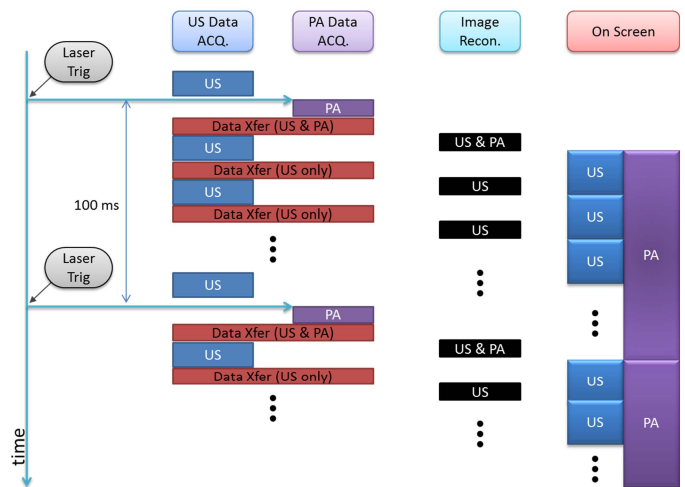 US Data
ACQ.
PA Data
ACQ.
Image
Recon.
On Screen
Laser
Trig
US
PA
Data Xfer (US & PA)
US
US & PA
Data Xfer (US only)
US
US
US
Data Xfer (US only)
100 ms
US
US
US
PA
Laser
Trig
US
PA
Data Xfer (US & PA)
US
US & PA
Data Xfer (US only)
US
US
US
PA
time